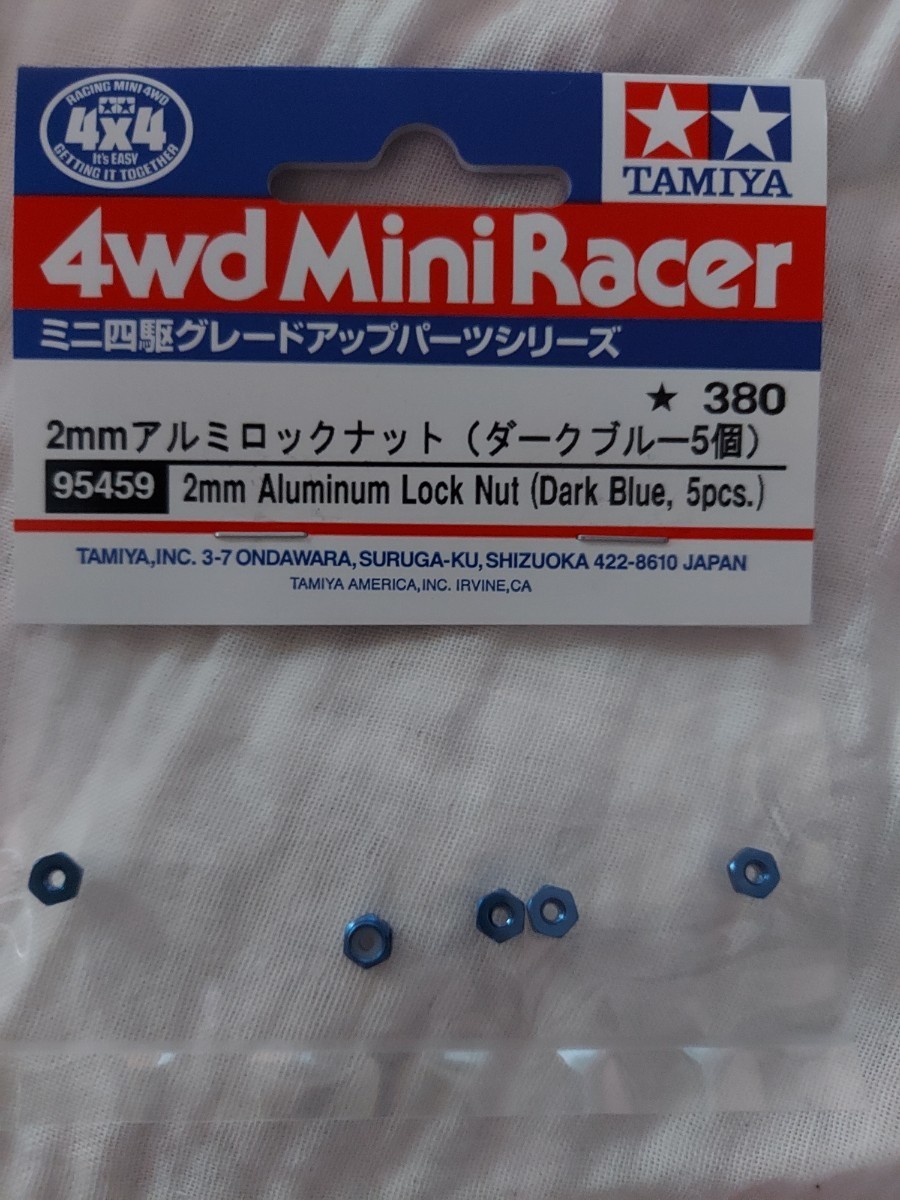 RACING MINI 4WD
4x4
It's EASY
GETTING IT TOGETHER
TAMIYA
4wd Mini Racer
ミニ四駆グレードアップパーツシリーズ
★ 380
2mmアルミロックナット（ダークブルー5個）
95459 2mm Aluminum Lock Nut (Dark Blue, 5pcs.)
TAMIYA,INC. 3-7 ONDAWARA,SURUGA-KU,SHIZUOKA 422-8610 JAPAN
TAMIYA AMERICA,INC. IRVINE,CA